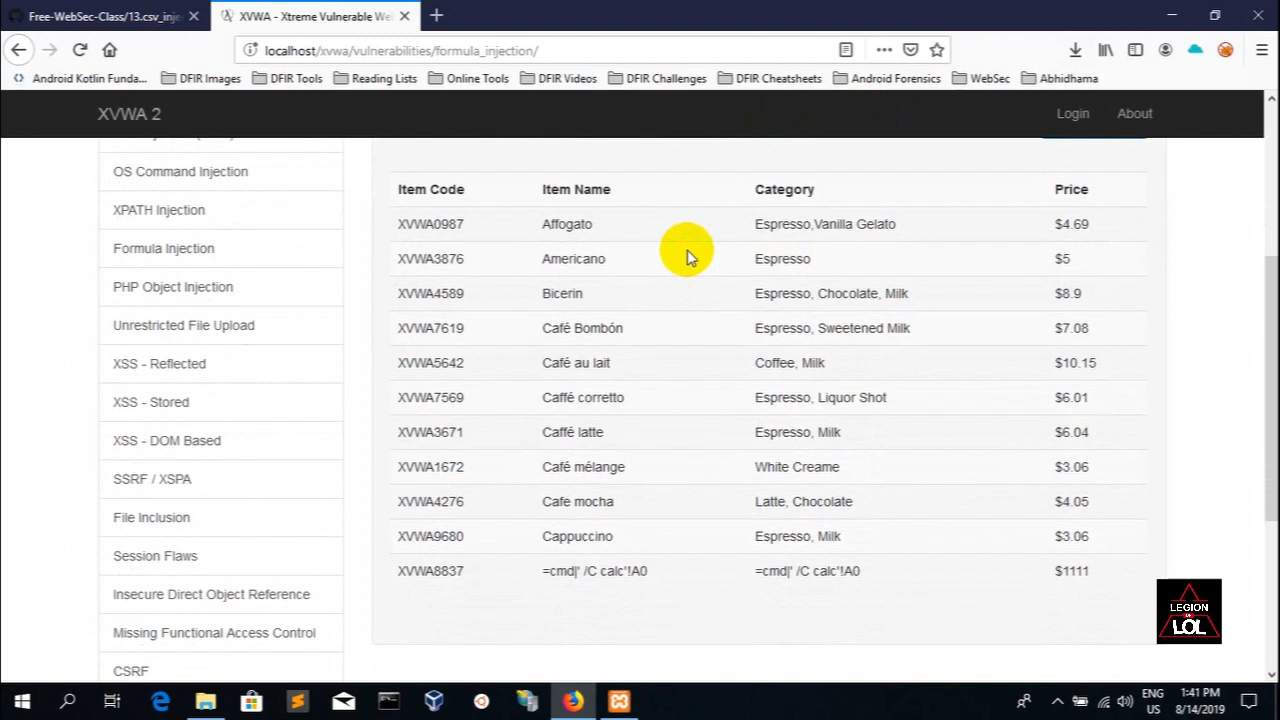 Free-WebSec-Class/13.csv_inje
XVWA - Xtreme Vulnerable We
localhost/xvwa/vulnerabilities/formula_injection/
Android Kotlin Funda... DFIR Images DFIR Tools Reading Lists Online Tools DFIR Videos DFIR Challenges DFIR Cheatsheets Android Forensics WebSec Abhidhama
XVWA 2 Login About
OS Command Injection
XPATH Injection
Formula Injection
PHP Object Injection
Unrestricted File Upload
XSS - Reflected
XSS - Stored
XSS - DOM Based
SSRF / XSPA
File Inclusion
Session Flaws
Insecure Direct Object Reference
Missing Functional Access Control
CSRF
Item Code Item Name Category Price
XVWA0987 Affogato Espresso,Vanilla Gelato $4.69
XVWA3876 Americano Espresso $5
XVWA4589 Bicerin Espresso, Chocolate, Milk $8.9
XVWA7619 Café Bombón Espresso, Sweetened Milk $7.08
XVWA5642 Café au lait Coffee, Milk $10.15
XVWA7569 Caffé corretto Espresso, Liquor Shot $6.01
XVWA3671 Caffé latte Espresso, Milk $6.04
XVWA1672 Café mélange White Creame $3.06
XVWA4276 Cafe mocha Latte, Chocolate $4.05
XVWA9680 Cappuccino Espresso, Milk $3.06
XVWA8837 =cmd|' /C calc'!A0 =cmd|' /C calc'!A0 $1111
LEGION
OF
LOL
ENG
US
1:41 PM
8/14/2019